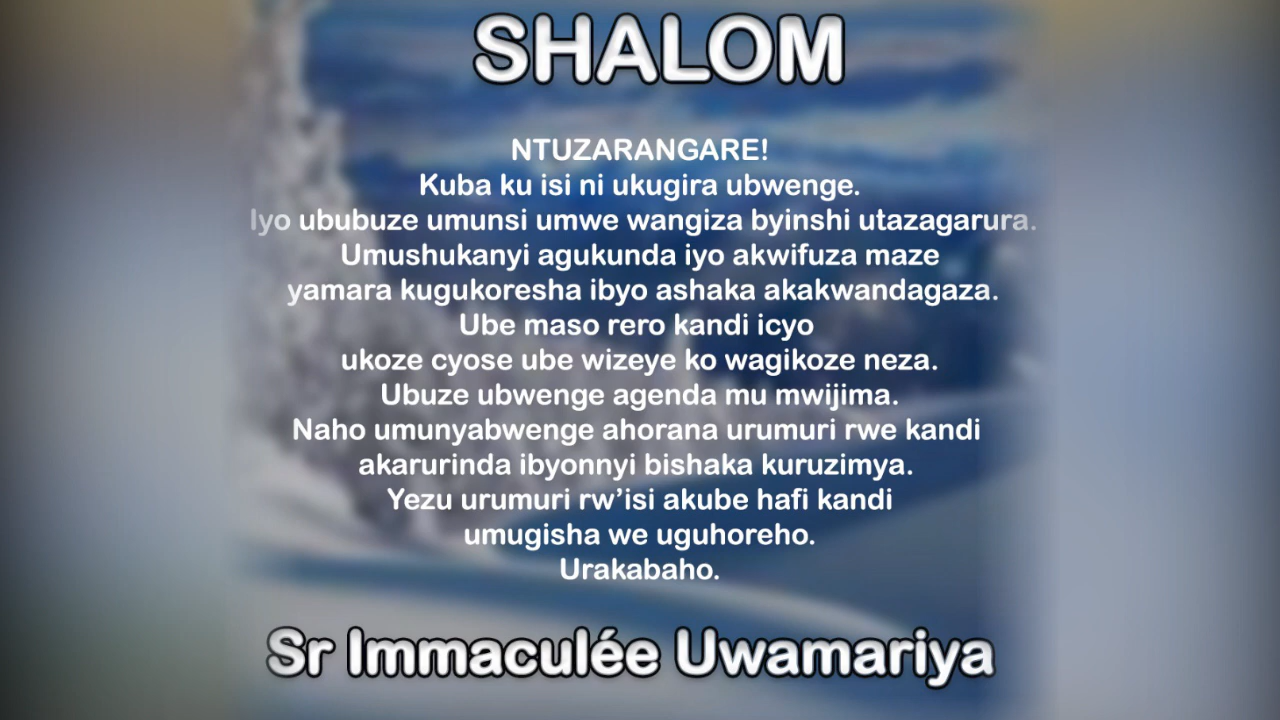 SHALOM
NTUZARANGARE!
Kuba ku isi ni ukugira ubwenge.
Iyo ububuze umunsi umwe wangiza byinshi utazagarura.
Umushukanyi agukunda iyo akwifuza maze
yamara kugukoresha ibyo ashaka akakwandagaza.
Ube maso rero kandi icyo
ukoze cyose ube wizeye ko wagikoze neza.
Ubuze ubwenge agenda mu mwijima.
Naho umunyabwenge ahorana urumuri rwe kandi
akarurinda ibyonnyi bishaka kuruzimya.
Yezu urumuri rw’isi akube hafi kandi
umugisha we uguhoreho.
Urakabaho.
Sr Immaculée Uwamariya